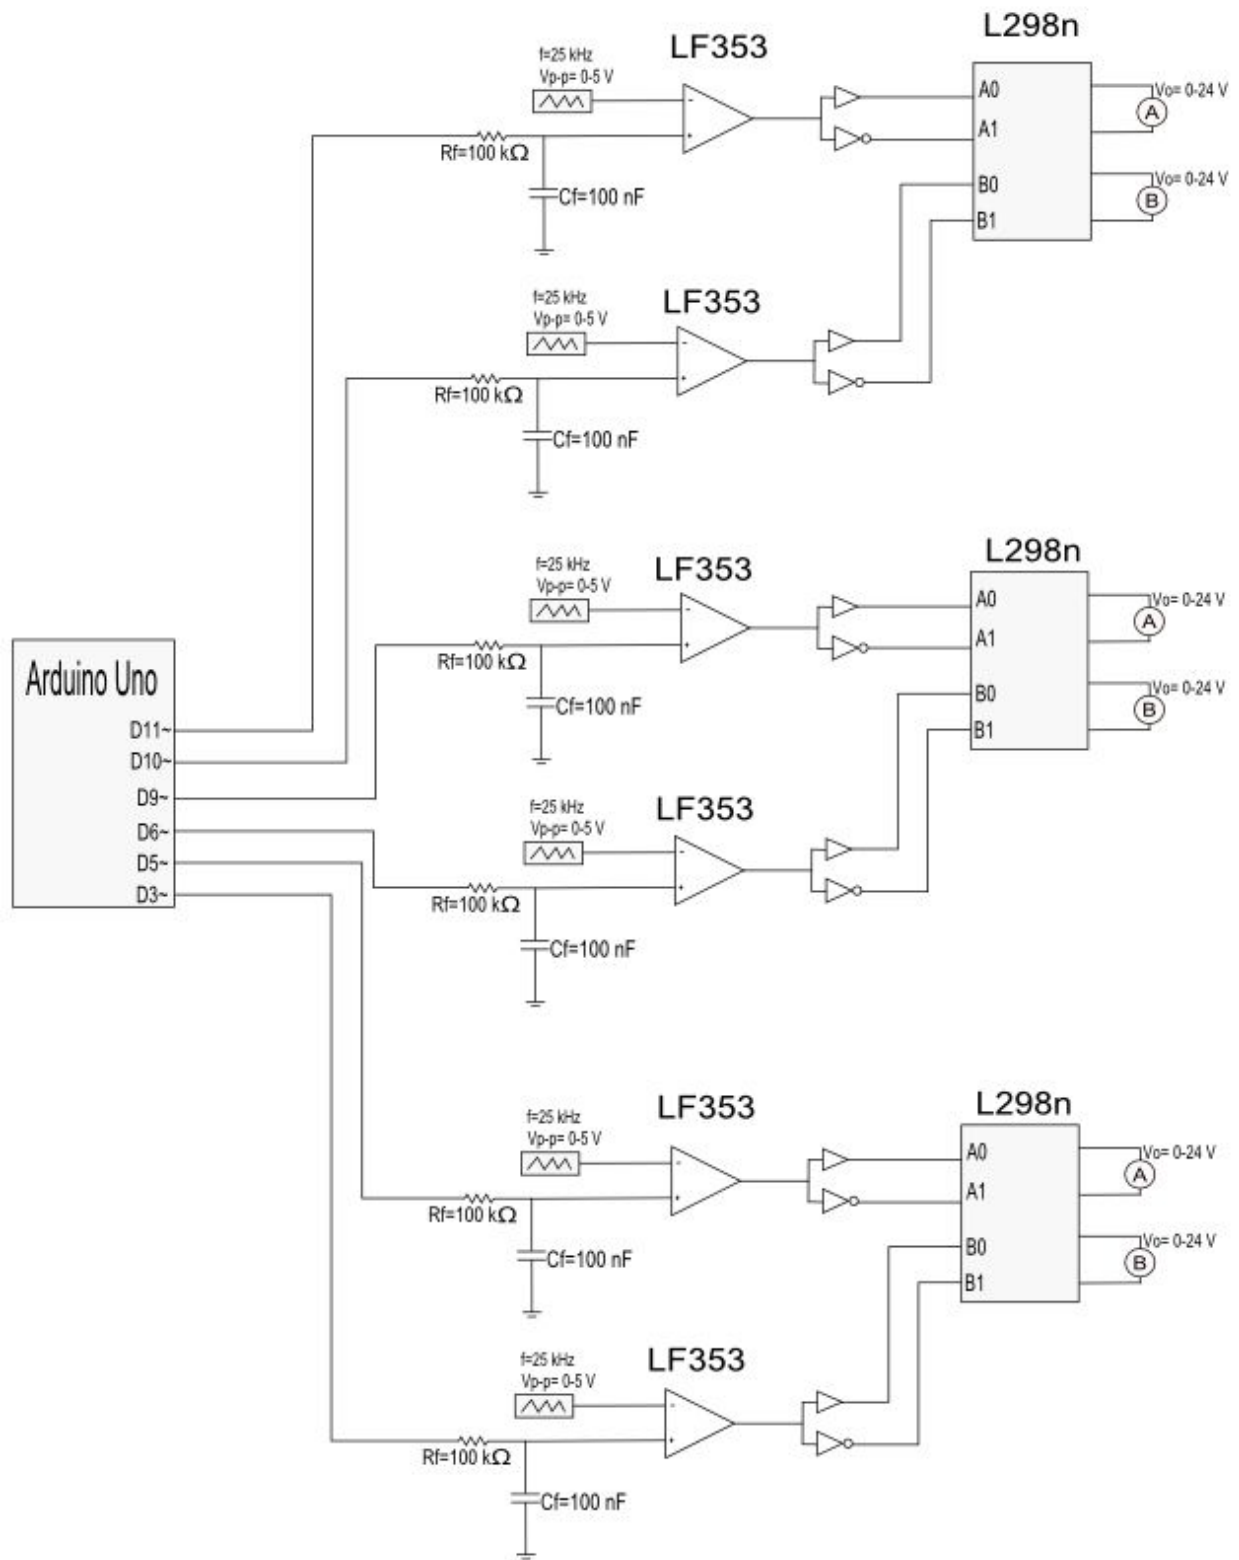 L298n
LF353
f=25 kHz
Vp-p= 0-5 V
A0
Vo= 0-24 V
-
A
A1
+
Rf=100 kΩ
Vo= 0-24 V
B0
Cf=100 nF
B
B1
f=25 kHz
LF353
Vp-p= 0-5 V
-
+
Rf=100 kΩ
Cf=100 nF
L298n
f=25 kHz
LF353
Vp-p= 0-5 V
A0
Vo= 0-24 V
-
A
A1
+
Rf=100 kΩ
Arduino Uno
Vo= 0-24 V
B0
Cf=100 nF
B
D11~
B1
D10~
D9~
f=25 kHz
LF353
Vp-p= 0-5 V
D6~
-
D5~
+
D3~
Rf=100 kΩ
Cf=100 nF
L298n
LF353
f=25 kHz
Vp-p= 0-5 V
A0
Vo= 0-24 V
-
A
A1
+
Rf=100 kΩ
Vo= 0-24 V
B0
Cf=100 nF
B
B1
f=25 kHz
LF353
Vp-p= 0-5 V
-
+
Rf=100 kΩ
Cf=100 nF